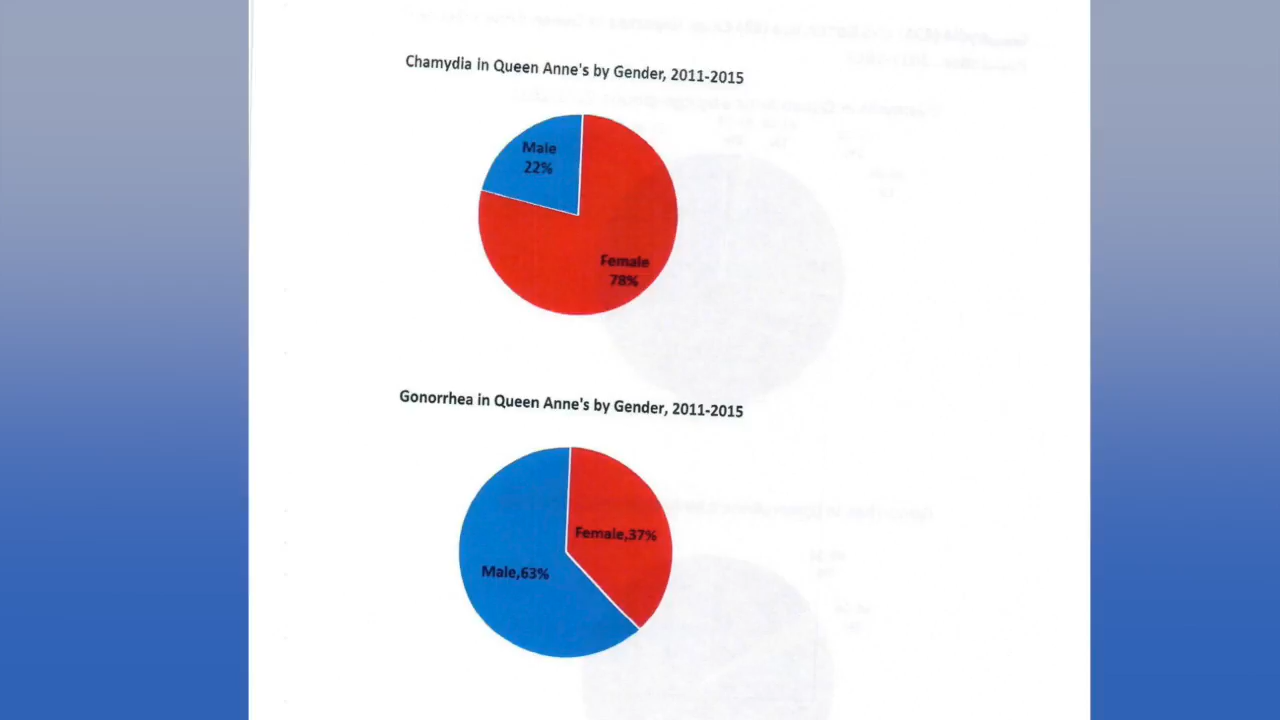 Chamydia in Queen Anne's by Gender, 2011-2015
Male
22%
Female
78%
Gonorrhea in Queen Anne's by Gender, 2011-2015
Female,37%
Male,63%